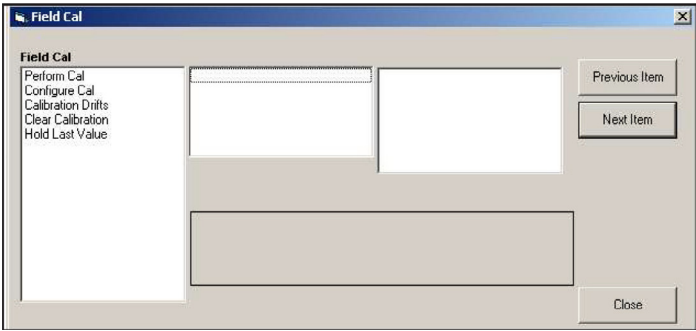 Field Cal
Field Cal
Perform Cal
Configure Cal
Calibration Drifts
Clear Calibration
Hold Last Value
Previous Item
Next Item
Close